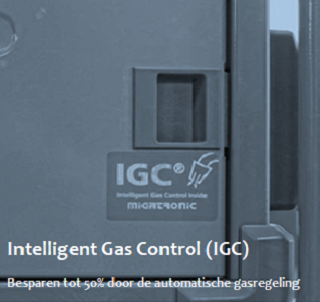 IGC®
Intelligent Gas Control Inside
MIGATRONIC
Intelligent Gas Control (IGC)
Besparen tot 50% door de automatische gasregeling